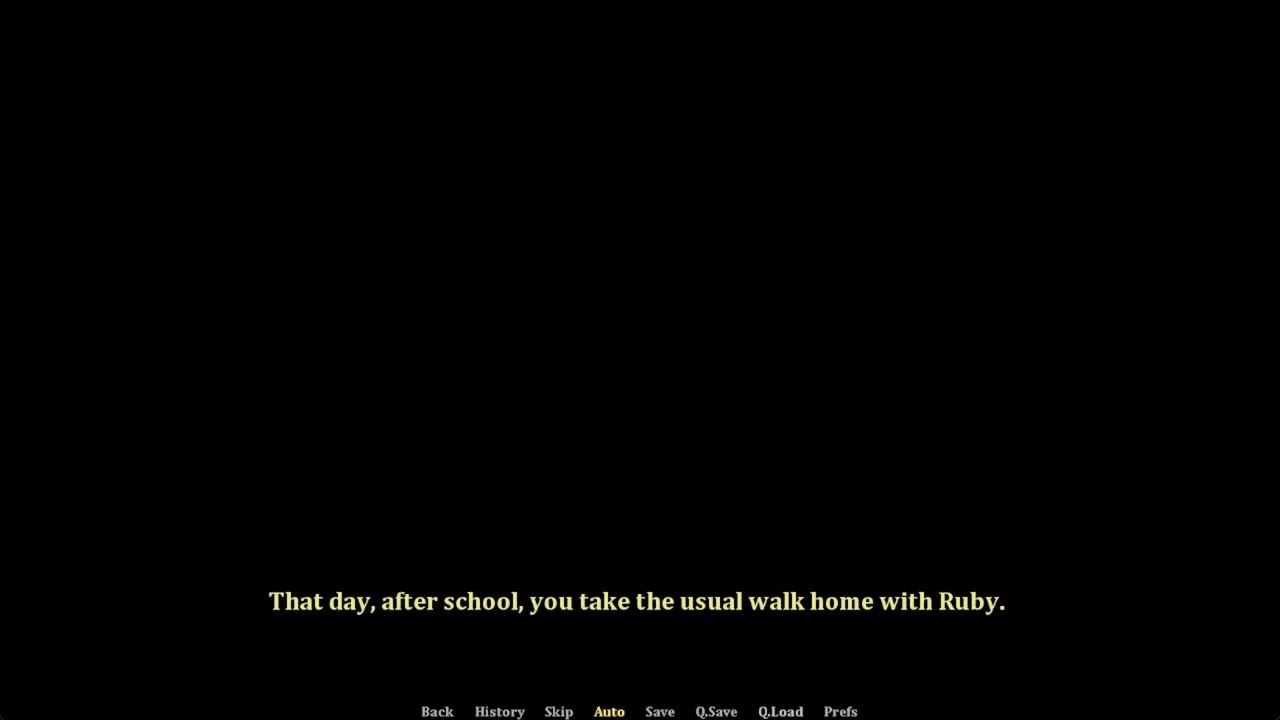 That day, after school, you take the usual walk home with Ruby.
Back History Skip Auto Save Q.Save Q.Load Prefs